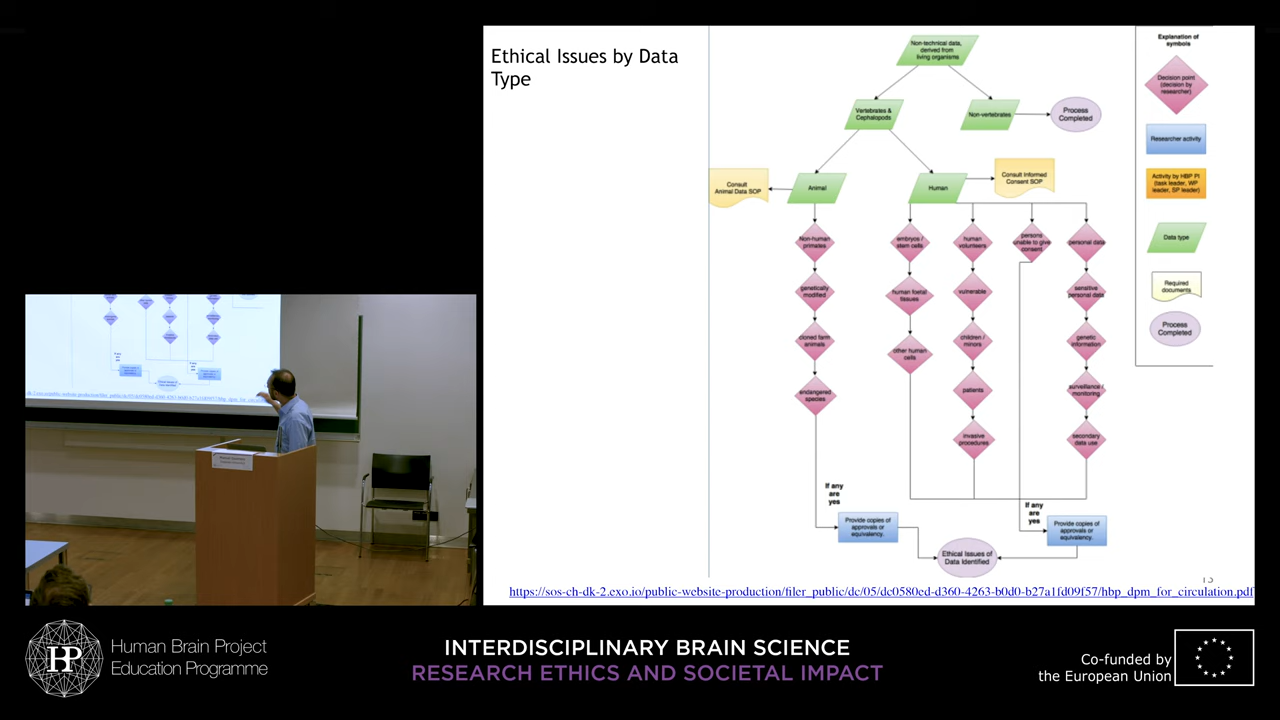 Ethical Issues by Data
Type
Non-technical data,
derived from
living organisms
Vertebrates &
Cephalopods
Non-vertebrates
Process
Completed
Consult
Animal Data SOP
Animal
Human
Consult Informed
Consent SOP
Non-human
primates
genetically
modified
cloned farm
animals
endangered
species
embryos /
stem cells
human foetal
tissues
other human
cells
human
volunteers
vulnerable
children /
minors
patients
invasive
procedures
persons
unable to give
consent
personal data
sensitive
personal data
genetic
information
surveillance /
monitoring
secondary
data use
If any
are
yes
Provide copies of
approvals or
equivalency.
If any
are
yes
Provide copies of
approvals or
equivalency.
Ethical Issues of
Data Identified
Explanation of
symbols
Decision point
(decision by
researcher)
Researcher activity
Activity by HBP PI
(task leader, WP
leader, SP leader)
Data type
Required
documents
Process
Completed
https://sos-ch-dk-2.exo.io/public-website-production/filer_public/dc/05/dc0580ed-d360-4263-b0d0-b27a1fd09f57/hbp_dpm_for_circulation.pdf
HP
Human Brain Project
Education Programme
INTERDISCIPLINARY BRAIN SCIENCE
RESEARCH ETHICS AND SOCIETAL IMPACT
Co-funded by
the European Union